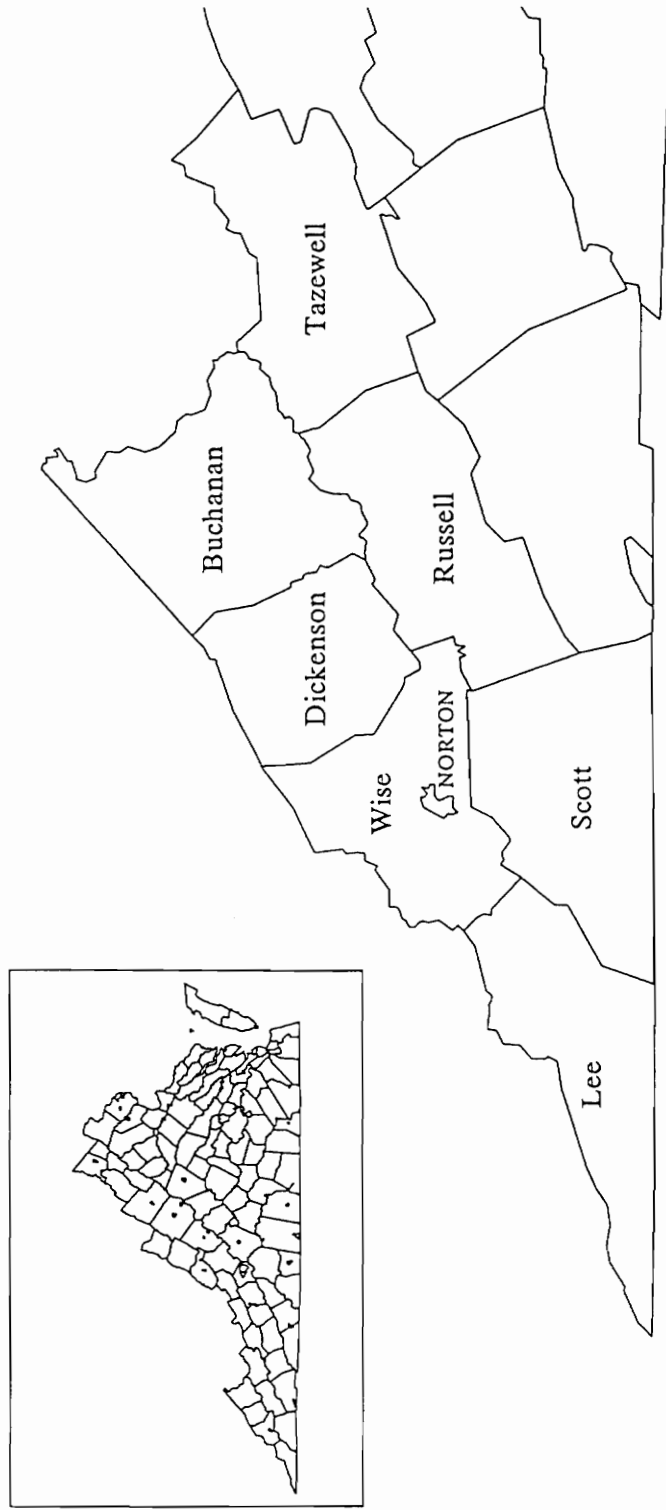 Buchanan
Tazewell
Dickenson
Russell
Wise
NORTON
Scott
Lee